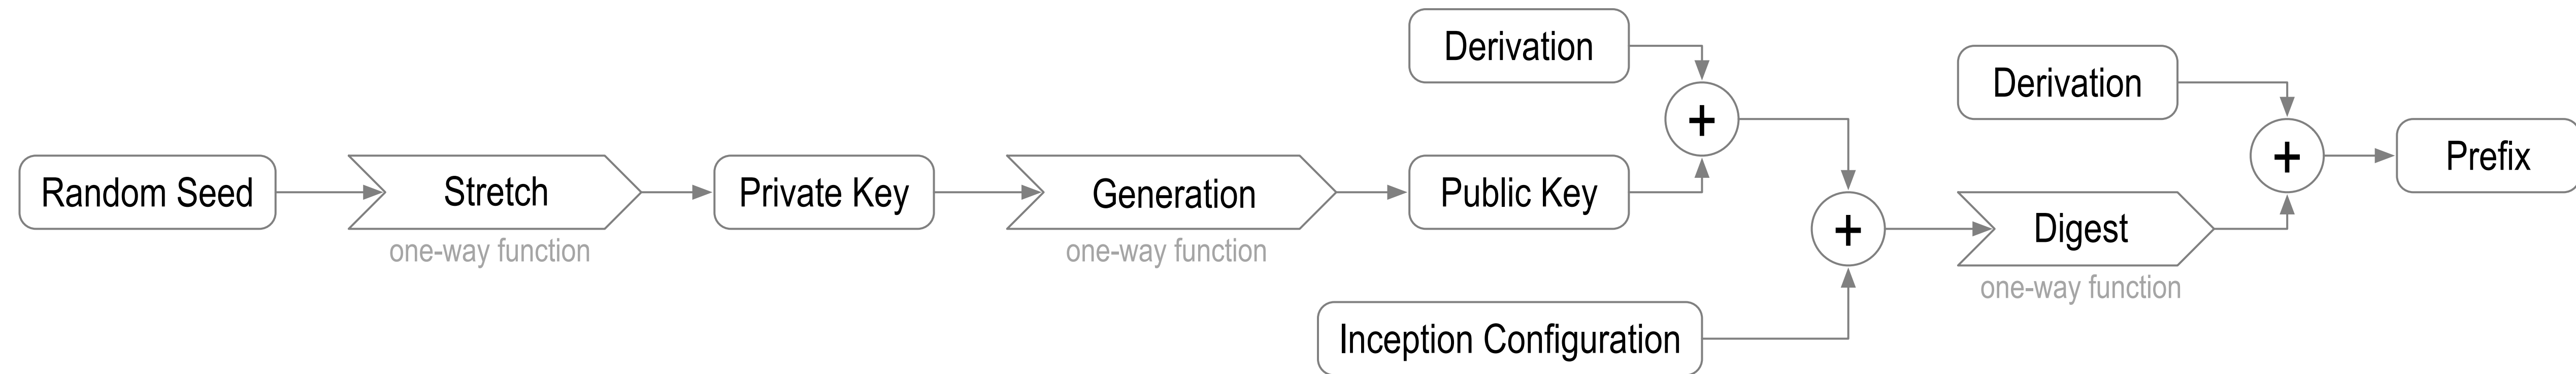 Derivation
Derivation
+
+
Prefix
Random Seed
Stretch
Private Key
Generation
Public Key
+
Digest
one-way function
one-way function
one-way function
Inception Configuration